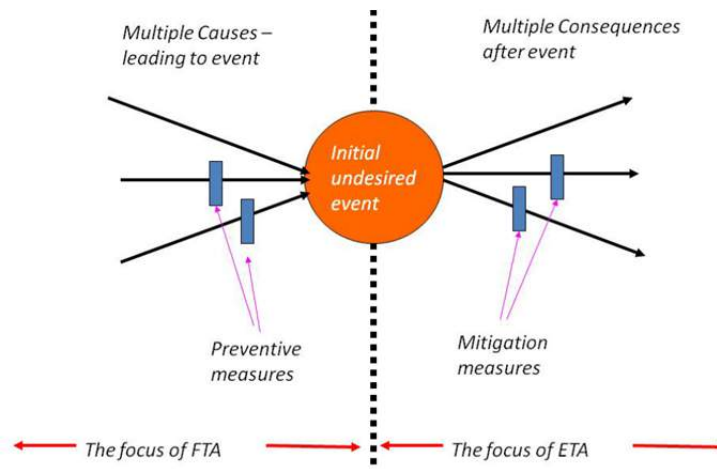 Multiple Causes –
leading to event
Multiple Consequences
after event
Initial
undesired
event
Preventive
measures
Mitigation
measures
The focus of FTA
The focus of ETA